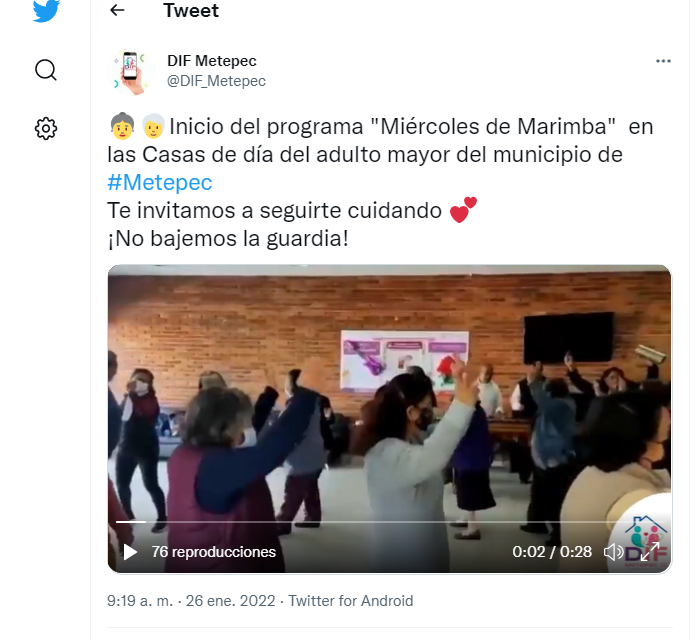 Tweet
DIF Metepec
@DIF_Metepec
Inicio del programa "Miércoles de Marimba" en
las Casas de día del adulto mayor del municipio de
#Metepec
Te invitamos a seguirte cuidando
¡No bajemos la guardia!
76 reproducciones
0:02 / 0:28
DIF
9:19 a. m. · 26 ene. 2022 · Twitter for Android